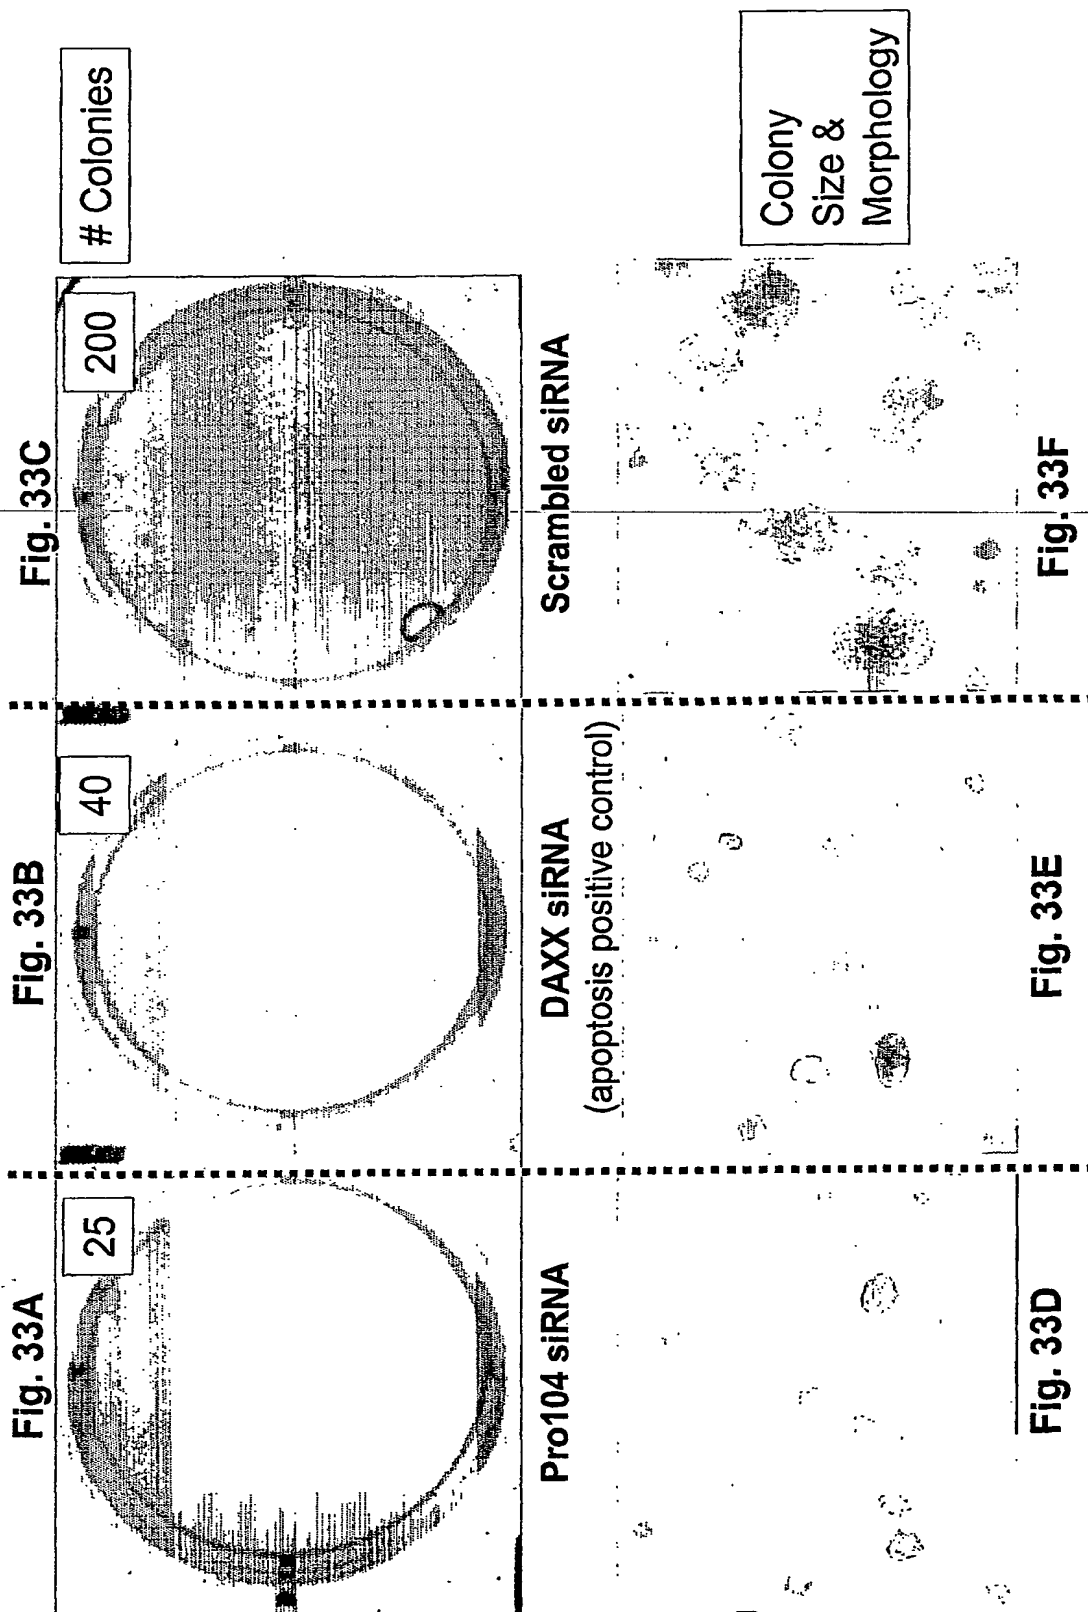 Fig. 33A
Fig. 33B
Fig. 33C
25
40
200
# Colonies
Pro104 siRNA
DAXX siRNA
(apoptosis positive control)
Scrambled siRNA
Colony
Size &
Morphology
Fig. 33D
Fig. 33E
Fig. 33F